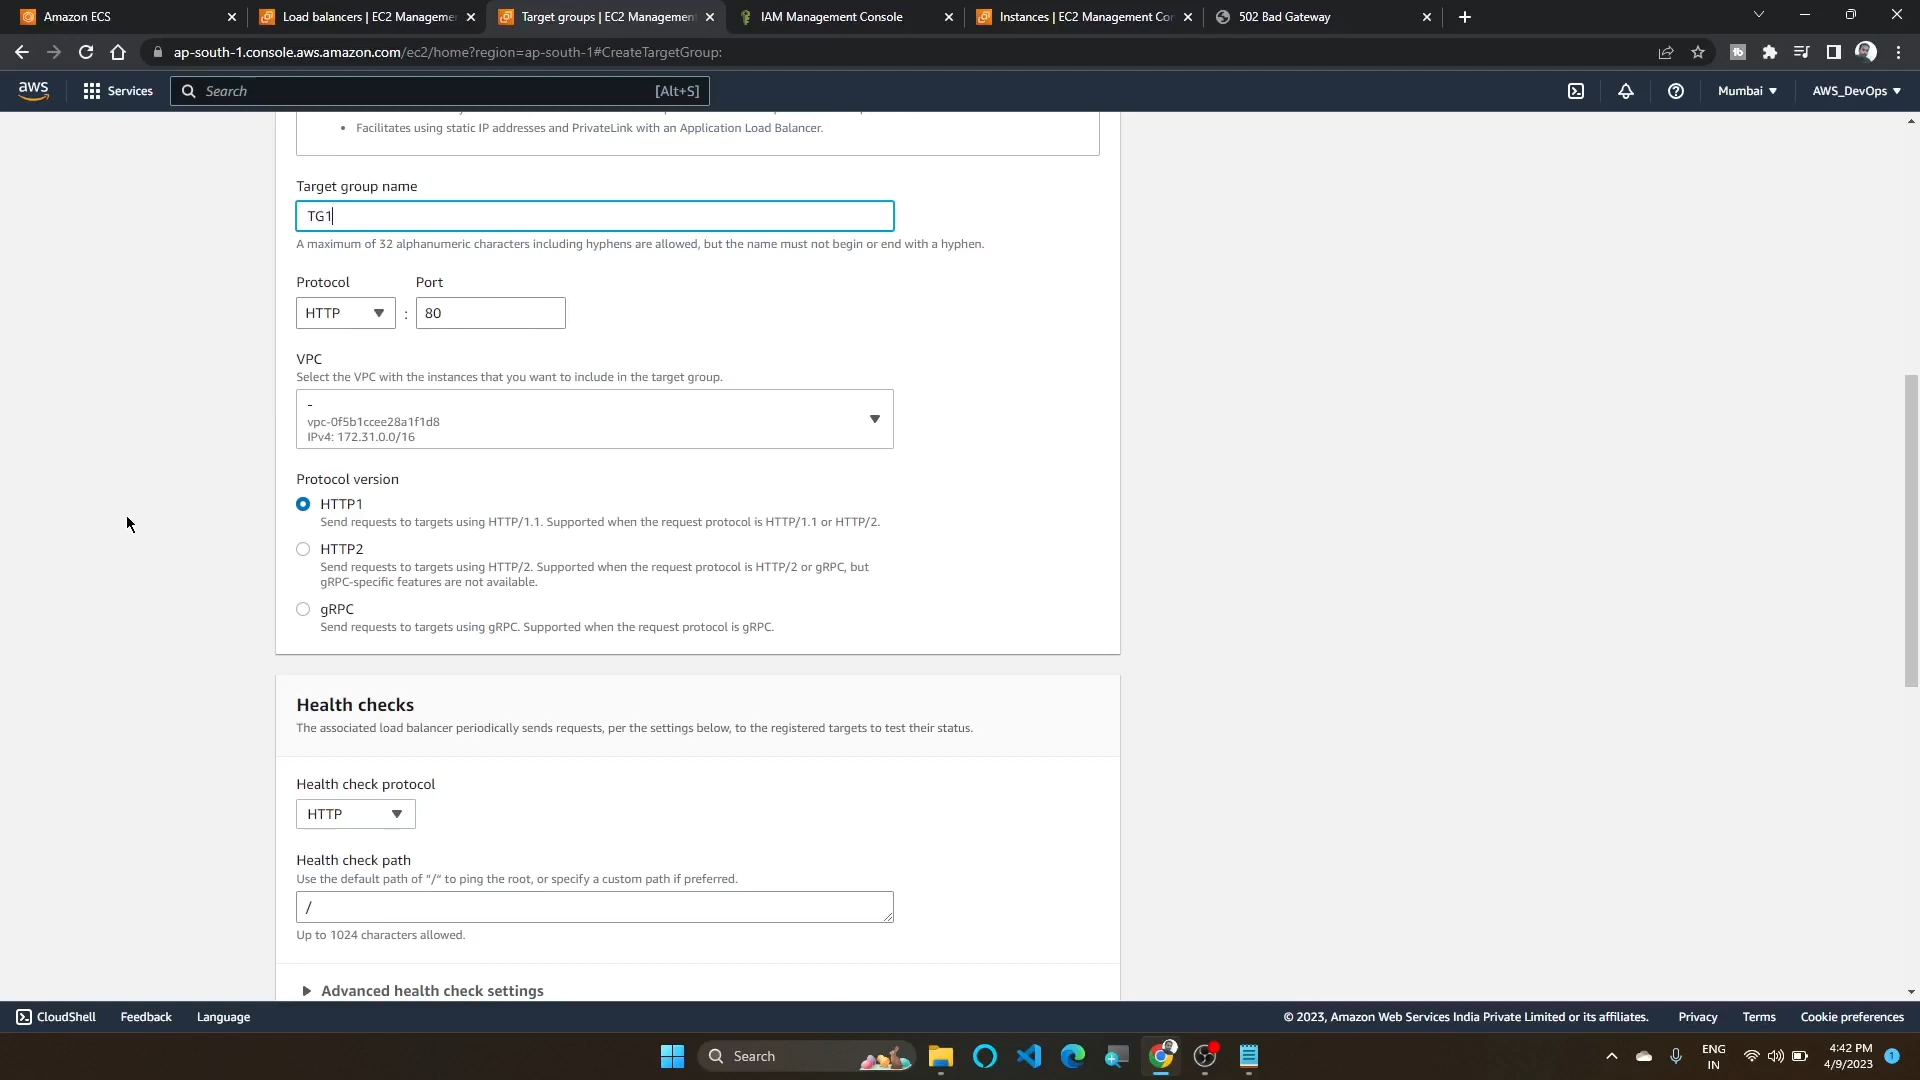 Amazon ECS
Load balancers | EC2 Manageme
Target groups | EC2 Management
IAM Management Console
Instances | EC2 Management Con
502 Bad Gateway
ap-south-1.console.aws.amazon.com/ec2/home?region=ap-south-1#CreateTargetGroup:
aws
Services
Search
[Alt+S]
Mumbai
AWS_DevOps
• Facilitates using static IP addresses and PrivateLink with an Application Load Balancer.
Target group name
TG1
A maximum of 32 alphanumeric characters including hyphens are allowed, but the name must not begin or end with a hyphen.
Protocol
Port
HTTP
:
80
VPC
Select the VPC with the instances that you want to include in the target group.
-
vpc-0f5b1ccee28a1f1d8
IPv4: 172.31.0.0/16
Protocol version
HTTP1
Send requests to targets using HTTP/1.1. Supported when the request protocol is HTTP/1.1 or HTTP/2.
HTTP2
Send requests to targets using HTTP/2. Supported when the request protocol is HTTP/2 or gRPC, but
gRPC-specific features are not available.
gRPC
Send requests to targets using gRPC. Supported when the request protocol is gRPC.
Health checks
The associated load balancer periodically sends requests, per the settings below, to the registered targets to test their status.
Health check protocol
HTTP
Health check path
Use the default path of "/" to ping the root, or specify a custom path if preferred.
/
Up to 1024 characters allowed.
Advanced health check settings
CloudShell
Feedback
Language
© 2023, Amazon Web Services India Private Limited or its affiliates.
Privacy
Terms
Cookie preferences
Search
ENG
IN
4:42 PM
4/9/2023
1